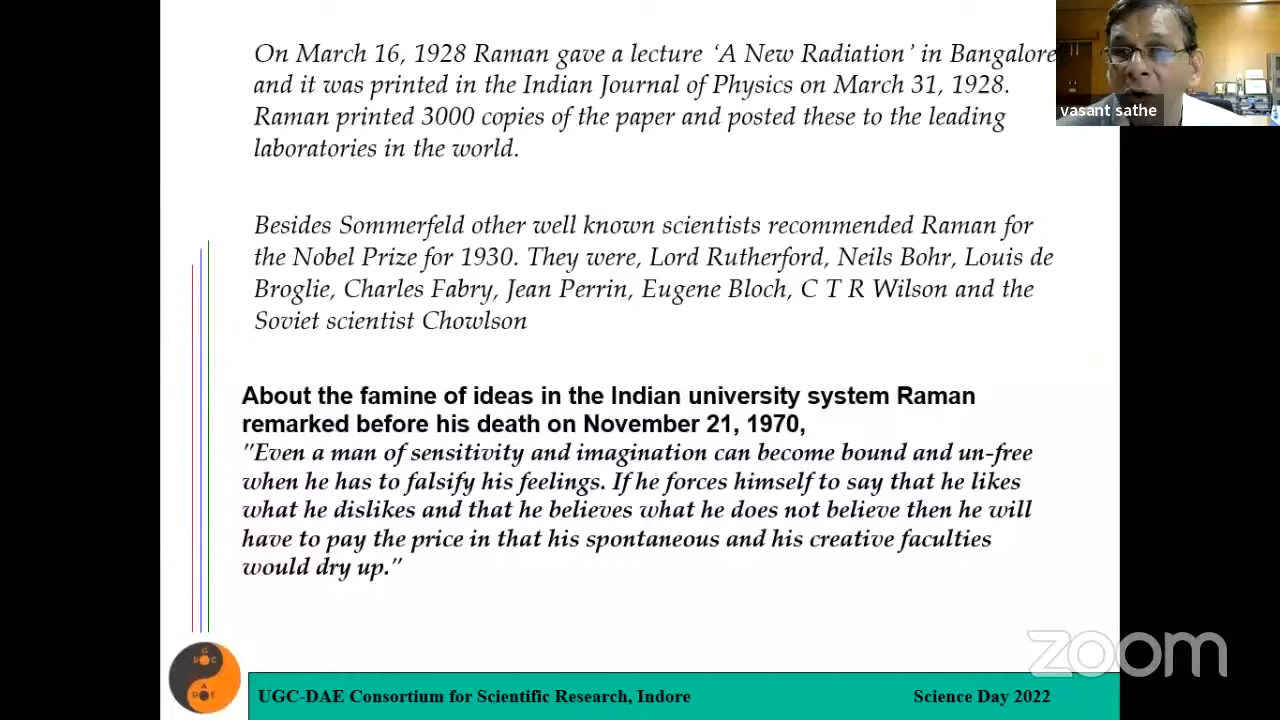 On March 16, 1928 Raman gave a lecture ‘A New Radiation’ in Bangalore
and it was printed in the Indian Journal of Physics on March 31, 1928.
Raman printed 3000 copies of the paper and posted these to the leading
laboratories in the world.
vasant sathe
Besides Sommerfeld other well known scientists recommended Raman for
the Nobel Prize for 1930. They were, Lord Rutherford, Neils Bohr, Louis de
Broglie, Charles Fabry, Jean Perrin, Eugene Bloch, C T R Wilson and the
Soviet scientist Chowlson
About the famine of ideas in the Indian university system Raman
remarked before his death on November 21, 1970,
"Even a man of sensitivity and imagination can become bound and un-free
when he has to falsify his feelings. If he forces himself to say that he likes
what he dislikes and that he believes what he does not believe then he will
have to pay the price in that his spontaneous and his creative faculties
would dry up."
G
U C
A
D E
zoom
UGC-DAE Consortium for Scientific Research, Indore
Science Day 2022